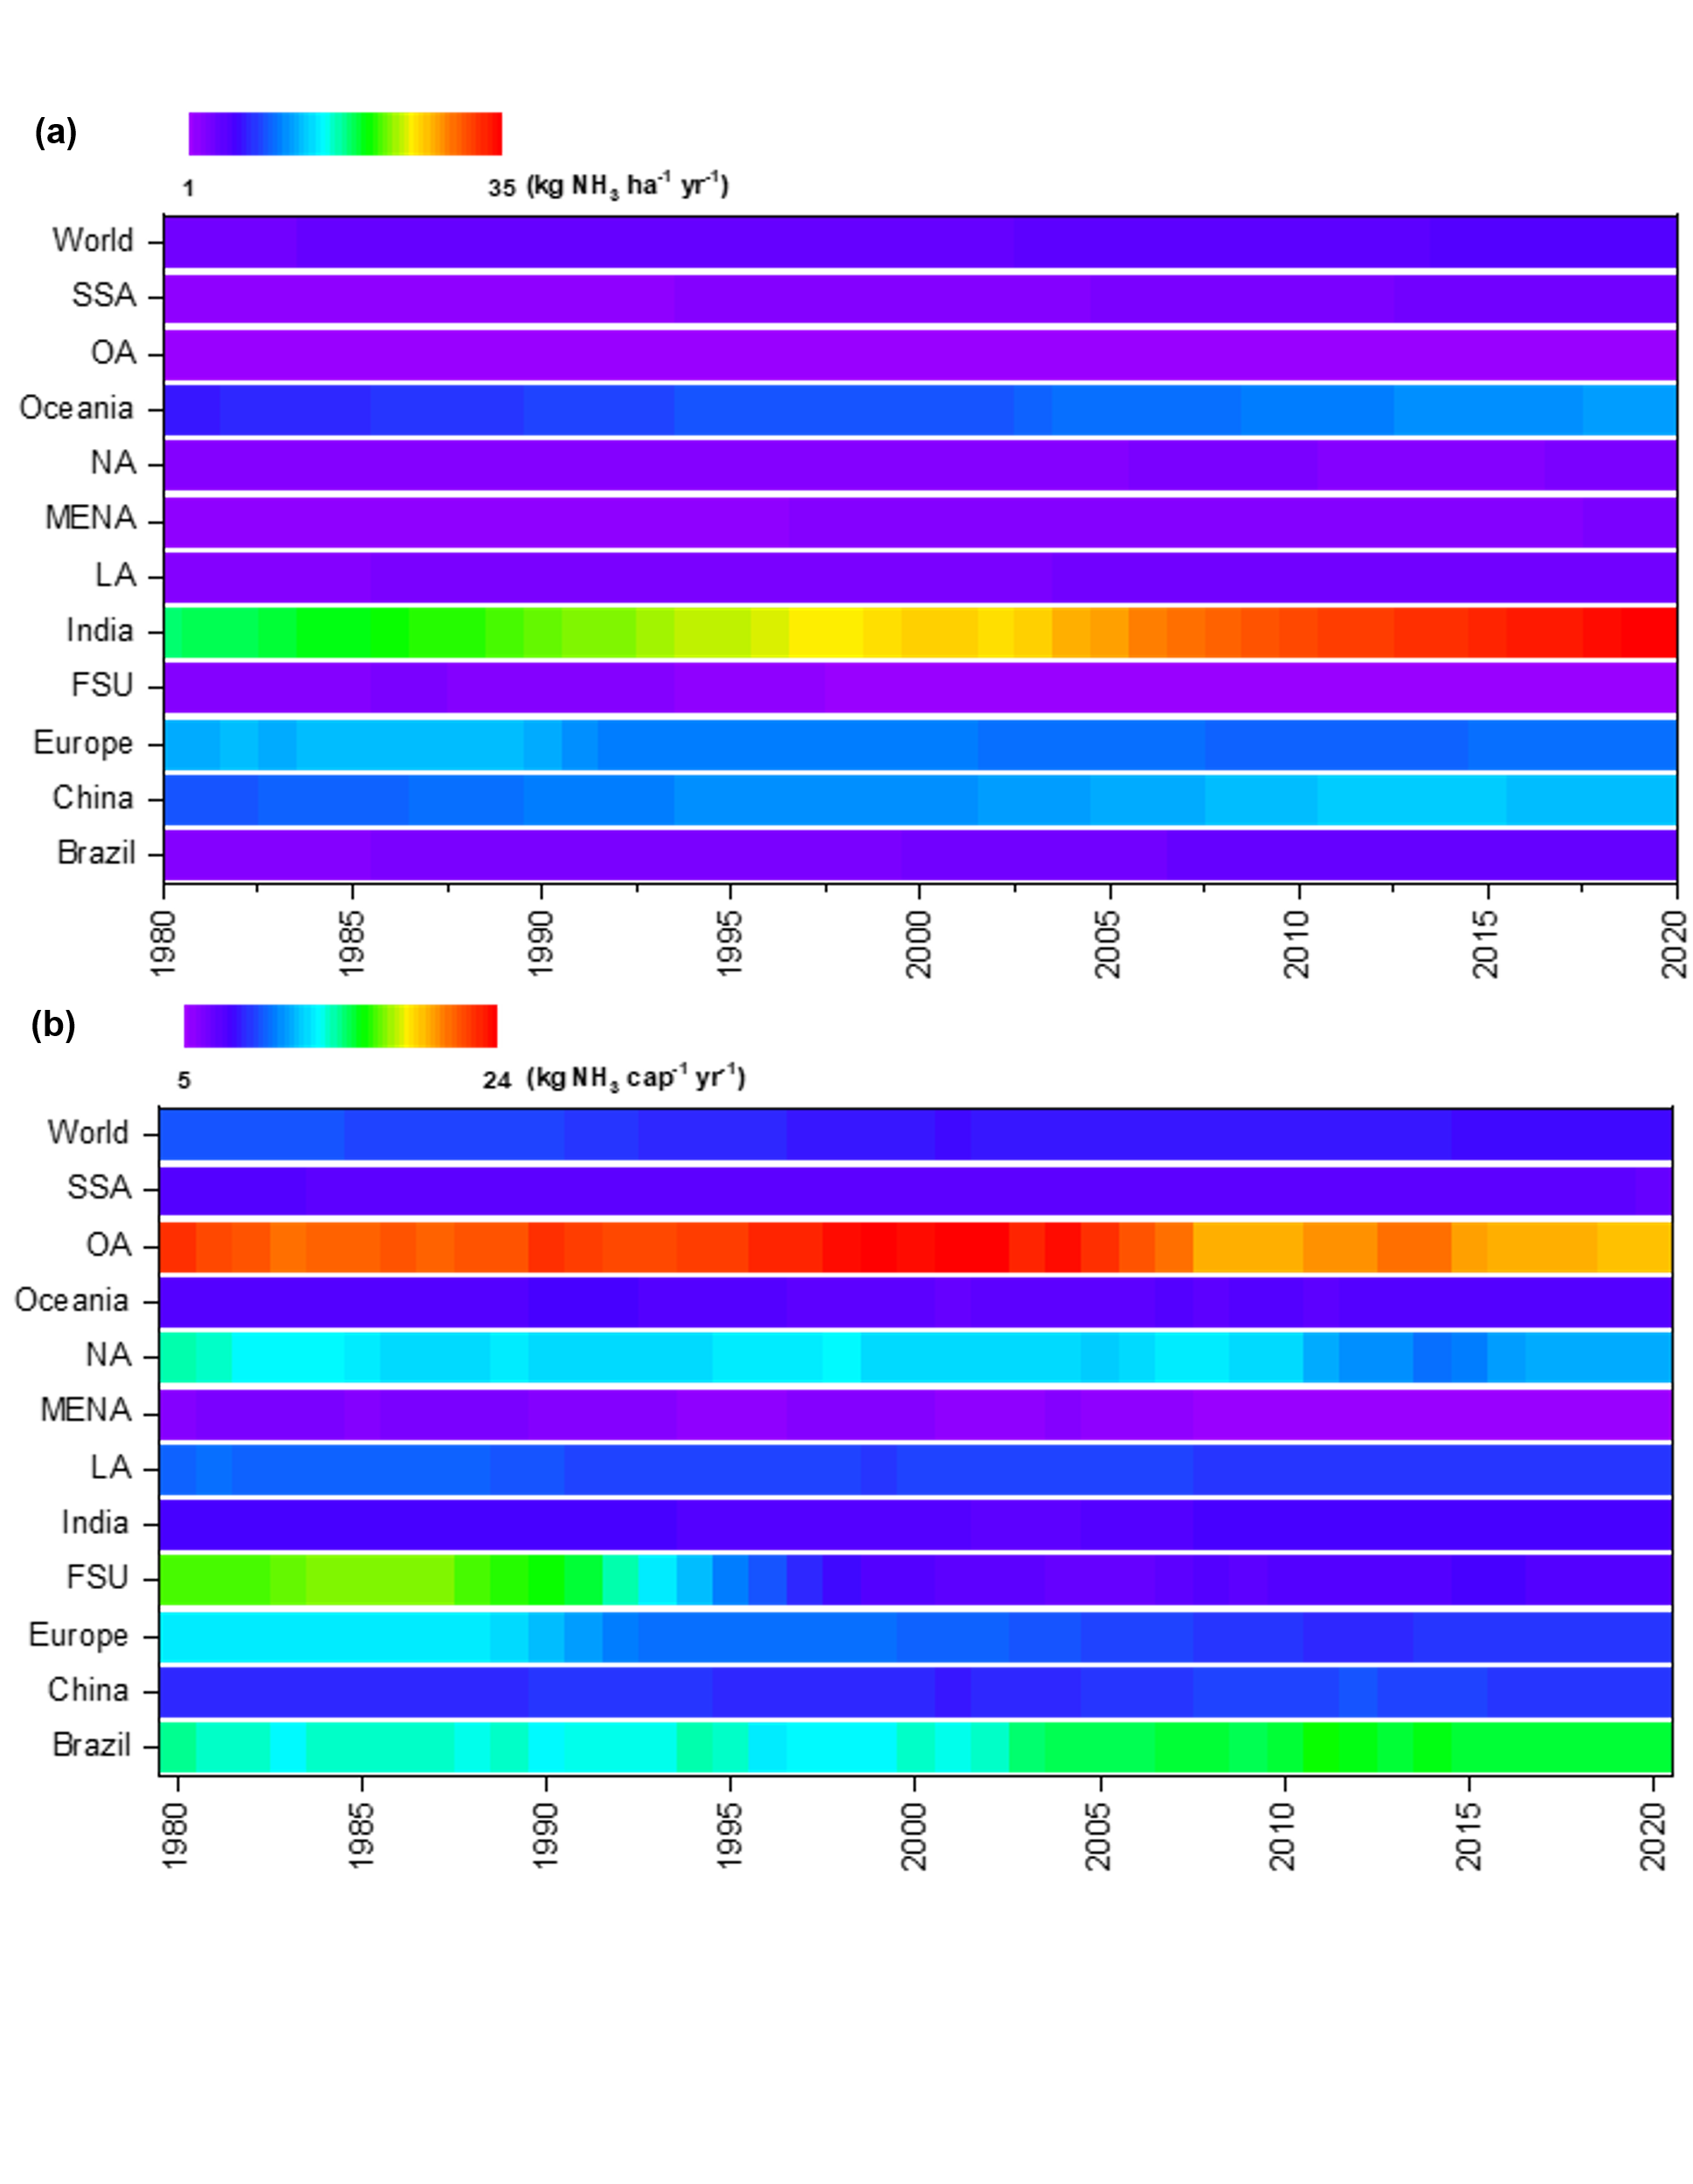 (a)
1 35 (kg NH₃ ha⁻¹ yr⁻¹)
World
SSA
OA
Oceania
NA
MENA
LA
India
FSU
Europe
China
Brazil
1980 1985 1990 1995 2000 2005 2010 2015 2020
(b)
5 24 (kg NH₃ cap⁻¹ yr⁻¹)
World
SSA
OA
Oceania
NA
MENA
LA
India
FSU
Europe
China
Brazil
1980 1985 1990 1995 2000 2005 2010 2015 2020